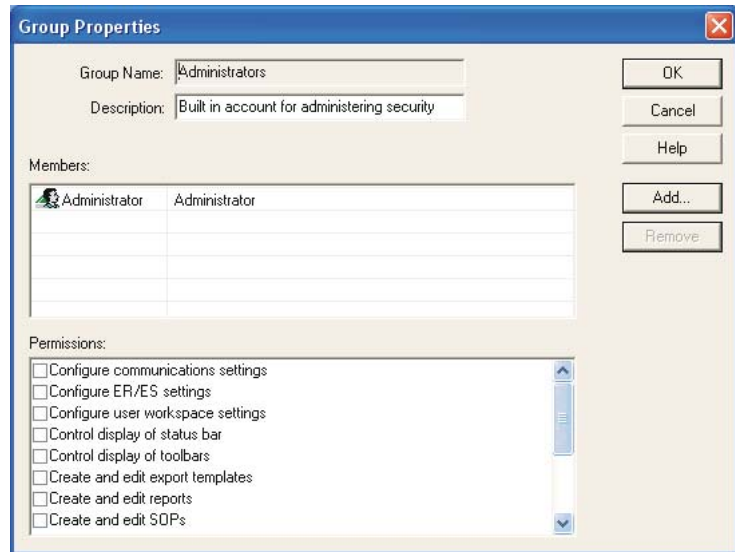 Group Properties
Group Name: Administrators
OK
Description: Built in account for administering security
Cancel
Help
Members:
Administrator Administrator
Add...
Remove
Permissions:
Configure communications settings
Configure ER/ES settings
Configure user workspace settings
Control display of status bar
Control display of toolbars
Create and edit export templates
Create and edit reports
Create and edit SOPs